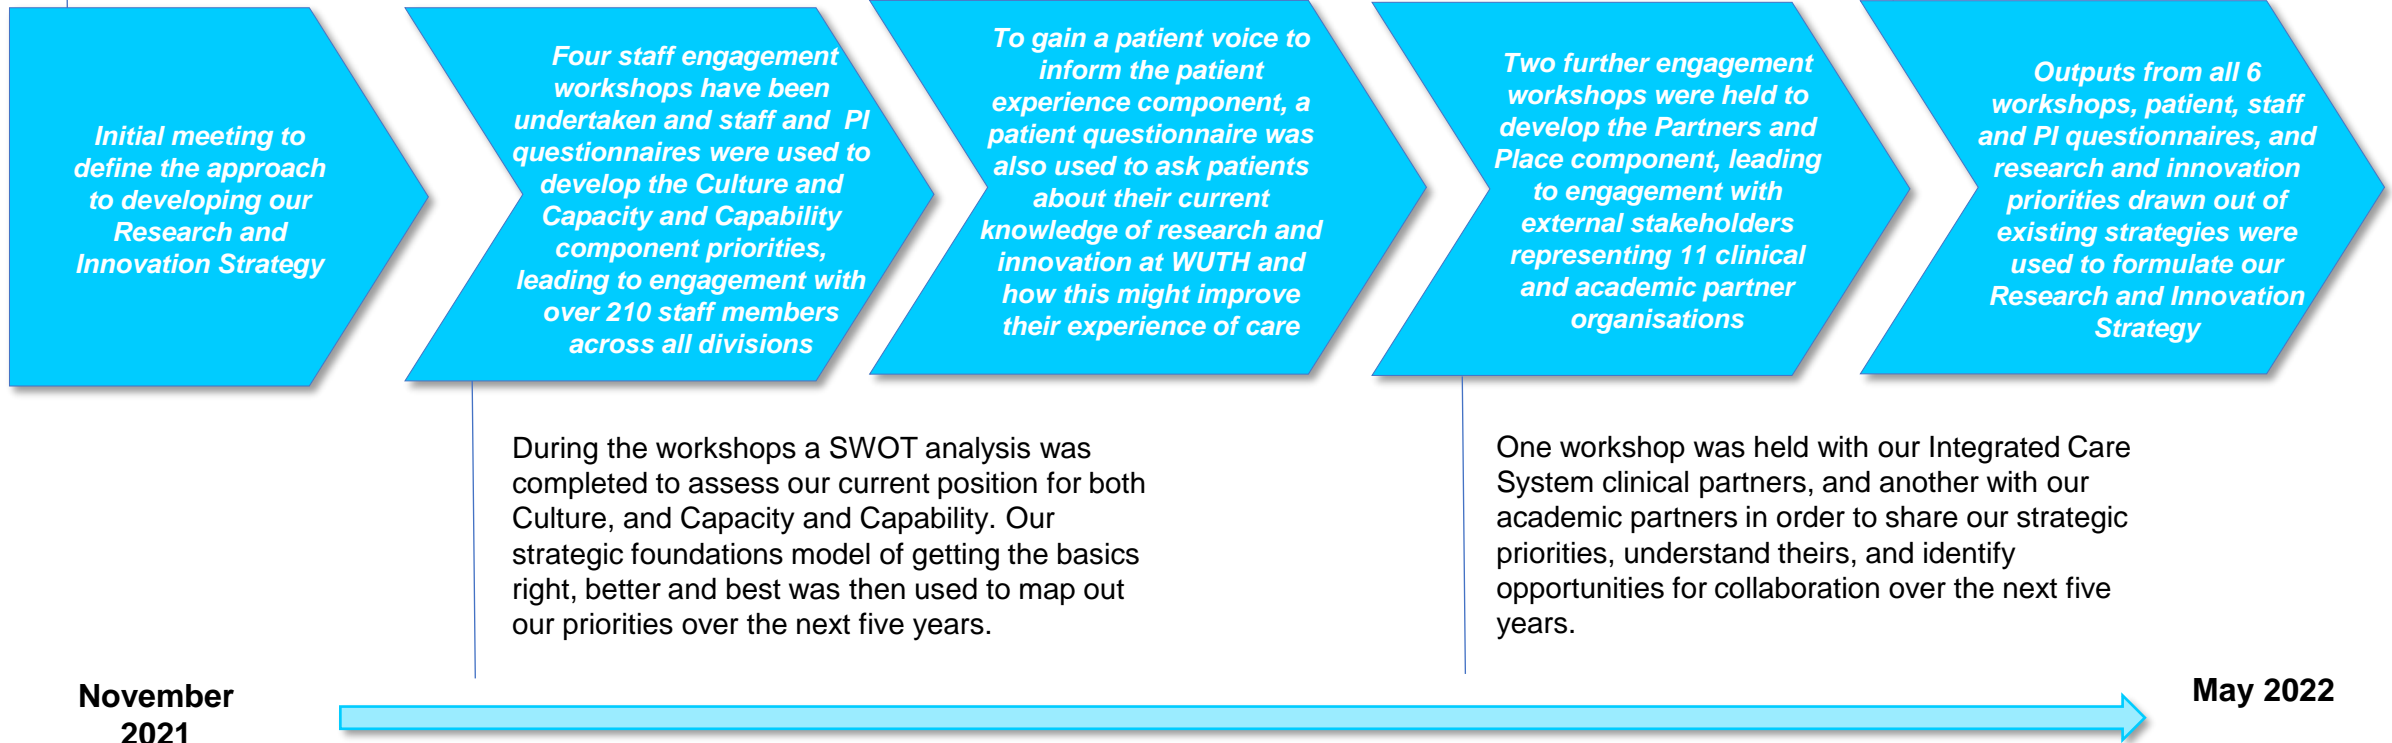 Initial meeting to
define the approach
to developing our
Research and
Innovation Strategy
Four staff engagement
workshops have been
undertaken and staff and PI
questionnaires were used to
develop the Culture and
Capacity and Capability
component priorities,
leading to engagement with
over 210 staff members
across all divisions
To gain a patient voice to
inform the patient
experience component, a
patient questionnaire was
also used to ask patients
about their current
knowledge of research and
innovation at WUTH and
how this might improve
their experience of care
Two further engagement
workshops were held to
develop the Partners and
Place component, leading
to engagement with
external stakeholders
representing 11 clinical
and academic partner
organisations
Outputs from all 6
workshops, patient, staff
and PI questionnaires, and
research and innovation
priorities drawn out of
existing strategies were
used to formulate our
Research and Innovation
Strategy
During the workshops a SWOT analysis was
completed to assess our current position for both
Culture, and Capacity and Capability. Our
strategic foundations model of getting the basics
right, better and best was then used to map out
our priorities over the next five years.
One workshop was held with our Integrated Care
System clinical partners, and another with our
academic partners in order to share our strategic
priorities, understand theirs, and identify
opportunities for collaboration over the next five
years.
November
2021
May 2022